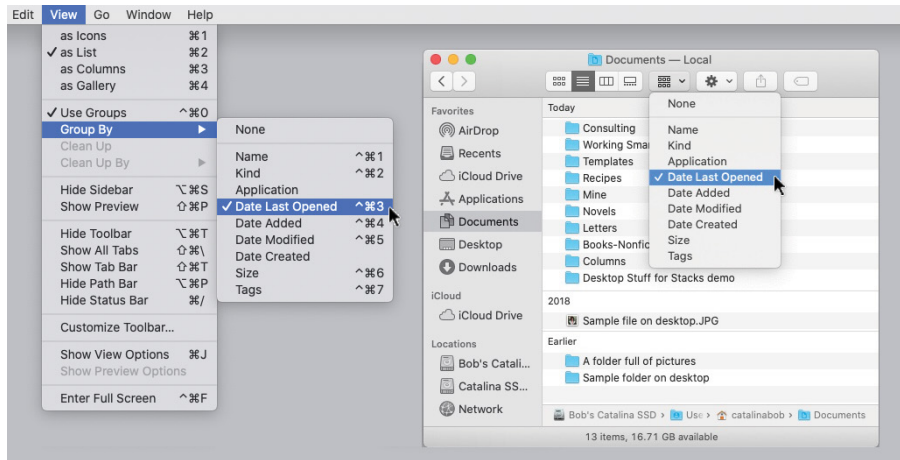 Edit View Go Window Help
as Icons ⌘1
✓ as List ⌘2
as Columns ⌘3
as Gallery ⌘4
✓ Use Groups ^⌘0
Group By ▶
Clean Up
Clean Up By ▶
Hide Sidebar ⌥⌘S
Show Preview ⇧⌘P
Hide Toolbar ⌥⌘T
Show All Tabs ⇧⌘\
Show Tab Bar ⇧⌘T
Hide Path Bar ⌥⌘P
Hide Status Bar ⌘/
Customize Toolbar...
Show View Options ⌘J
Show Preview Options
Enter Full Screen ^⌘F
None
Name ^⌘1
Kind ^⌘2
Application
✓ Date Last Opened ^⌘3
Date Added ^⌘4
Date Modified ^⌘5
Date Created
Size ^⌘6
Tags ^⌘7
Documents — Local
Favorites
AirDrop
Recents
iCloud Drive
Applications
Documents
Desktop
Downloads
iCloud
iCloud Drive
Locations
Bob's Catali...
Catalina SS...
Network
Today
Consulting
Working Smar
Templates
Recipes
Mine
Novels
Letters
Books-Nonfic
Columns
Desktop Stuff for Stacks demo
2018
Sample file on desktop.JPG
Earlier
A folder full of pictures
Sample folder on desktop
None
Name
Kind
Application
✓ Date Last Opened
Date Added
Date Modified
Date Created
Size
Tags
Bob's Catalina SSD › Use › catalinabob › Documents
13 items, 16.71 GB available